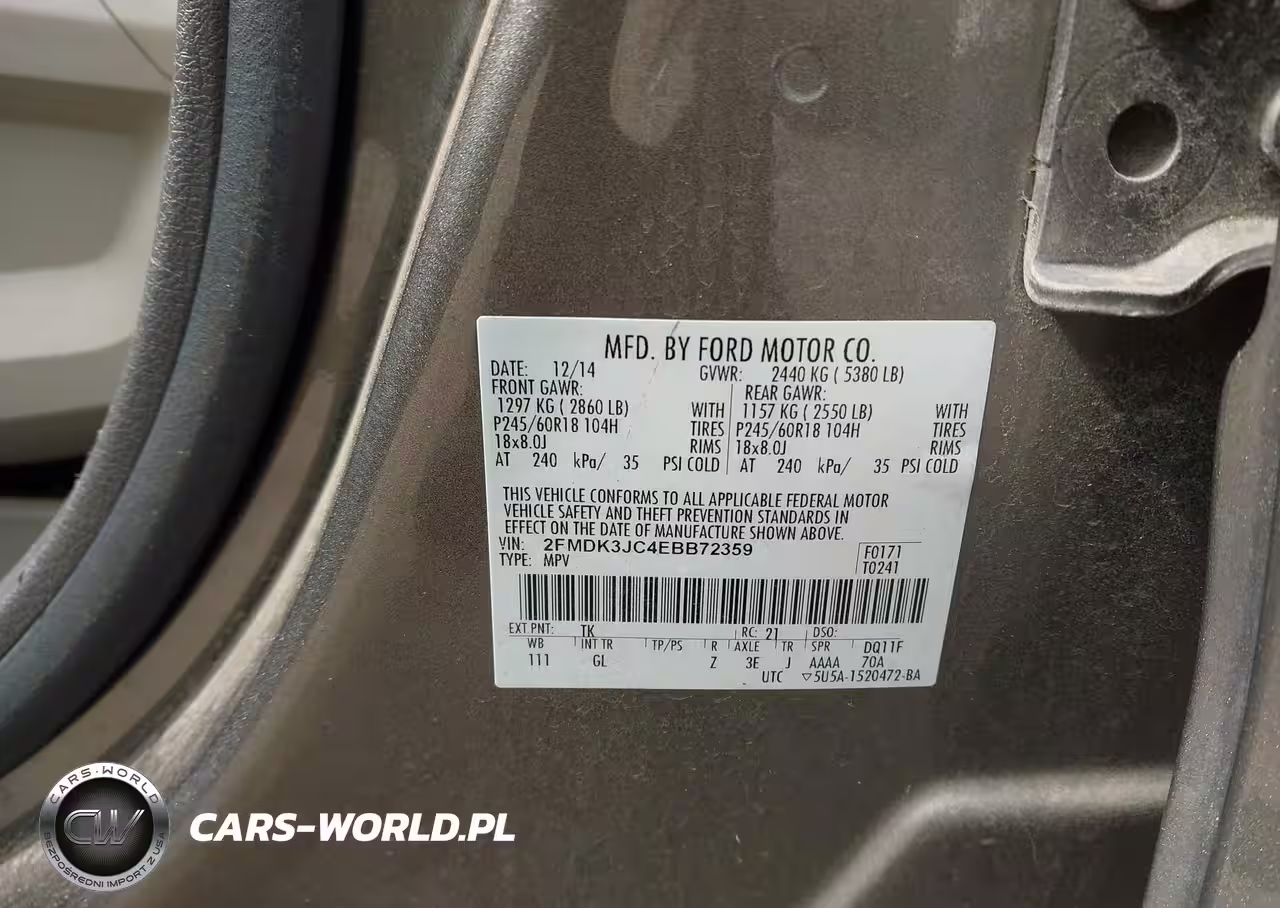 MFD. BY FORD MOTOR CO.
DATE: 12/14 GVWR: 2440 KG ( 5380 LB)
FRONT GAWR: REAR GAWR:
1297 KG ( 2860 LB) WITH 1157 KG ( 2550 LB) WITH
P245/60R18 104H TIRES P245/60R18 104H TIRES
18x8.0J RIMS 18x8.0J RIMS
AT 240 kPa/ 35 PSI COLD AT 240 kPa/ 35 PSI COLD
THIS VEHICLE CONFORMS TO ALL APPLICABLE FEDERAL MOTOR
VEHICLE SAFETY AND THEFT PREVENTION STANDARDS IN
EFFECT ON THE DATE OF MANUFACTURE SHOWN ABOVE.
VIN: 2FMDK3JC4EBB72359 F0171
TYPE: MPV T0241
EXT PNT: TK RC: 21 DSO:
WB INT TR TP/PS R AXLE TR SPR DQ11F
111 GL Z 3E J AAAA 70A
UTC ▽5U5A-1520472-BA
CARS-WORLD
CW
BEZPOŚREDNI IMPORT Z USA
CARS-WORLD.PL